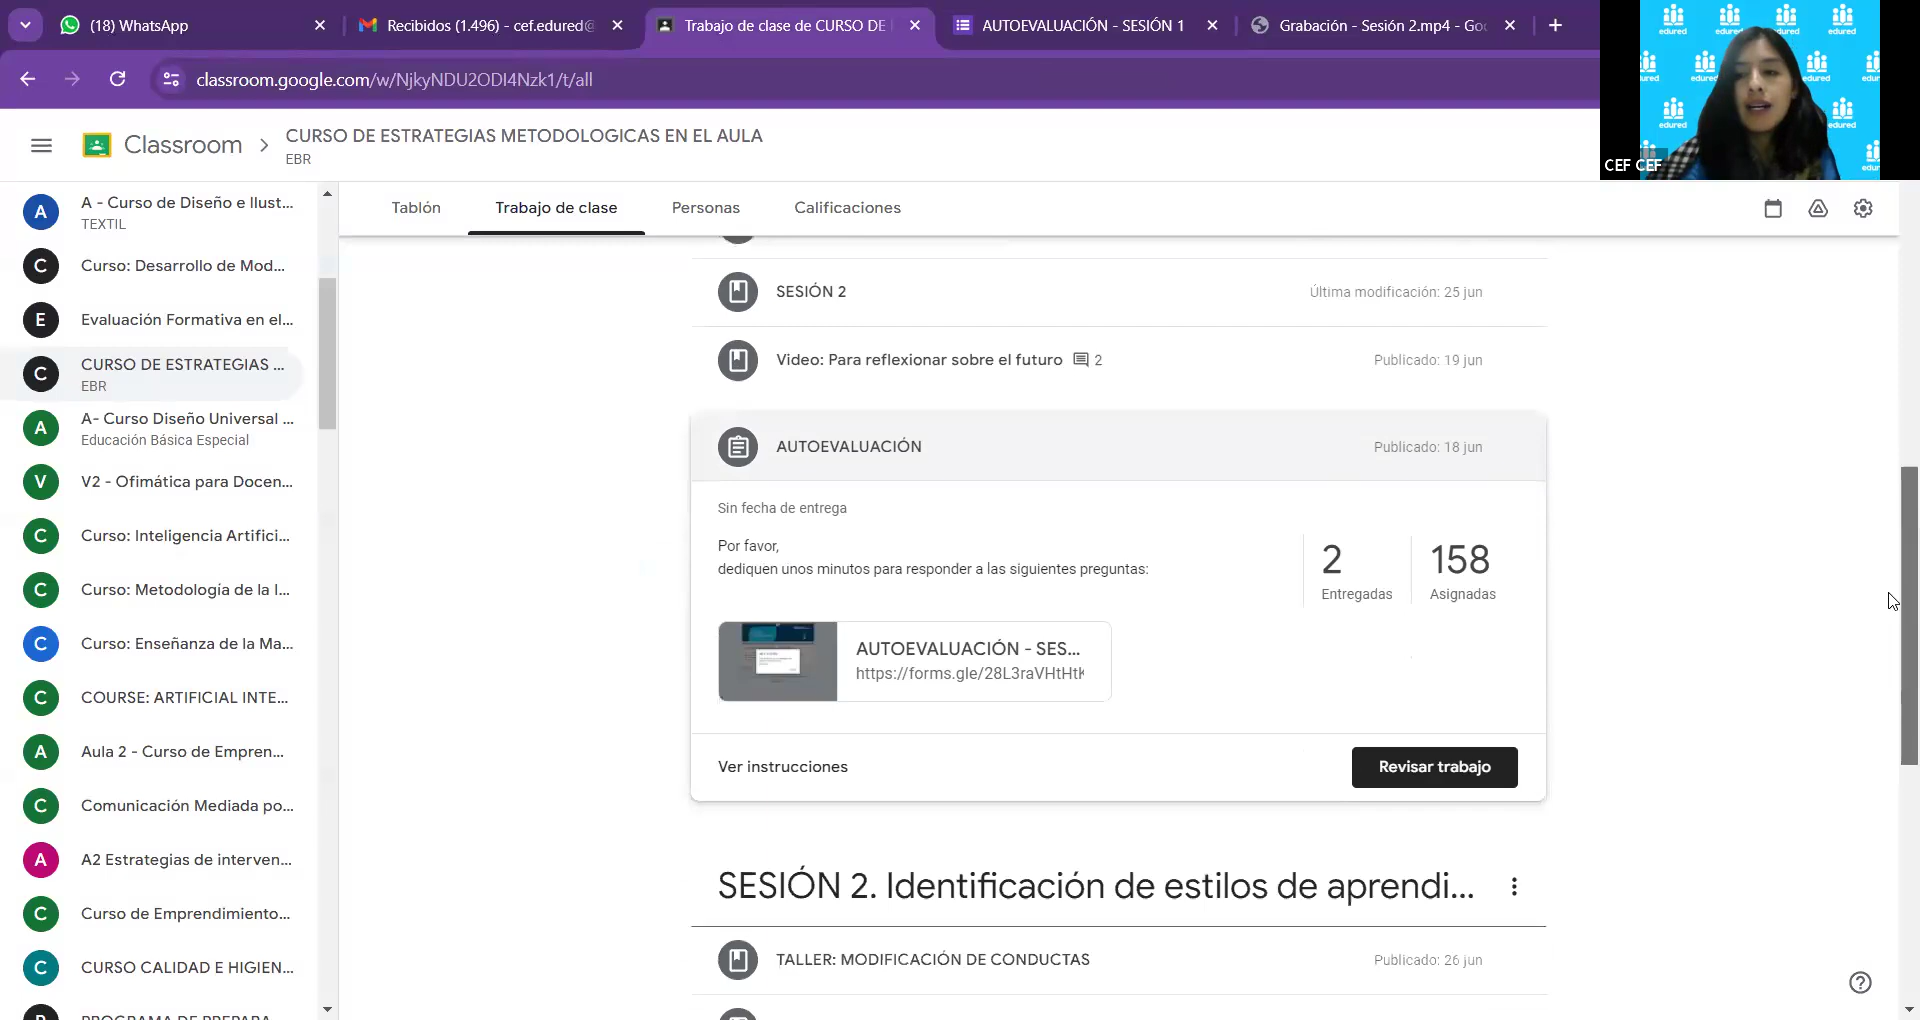 (18) WhatsApp
Recibidos (1.496) - cef.edured@
Trabajo de clase de CURSO DE
AUTOEVALUACIÓN - SESIÓN 1
Grabación - Sesión 2.mp4 - Goo
classroom.google.com/w/NjkyNDU2ODI4Nzk1/t/all
edured
edured
edured
edured
CEF CEF
Classroom
CURSO DE ESTRATEGIAS METODOLOGICAS EN EL AULA
EBR
Tablón
Trabajo de clase
Personas
Calificaciones
A
A - Curso de Diseño e Ilust...
TEXTIL
C
Curso: Desarrollo de Mod...
E
Evaluación Formativa en el...
C
CURSO DE ESTRATEGIAS ...
EBR
A
A- Curso Diseño Universal ...
Educación Básica Especial
V
V2 - Ofimática para Docen...
C
Curso: Inteligencia Artifici...
C
Curso: Metodología de la I...
C
Curso: Enseñanza de la Ma...
C
COURSE: ARTIFICIAL INTE...
A
Aula 2 - Curso de Empren...
C
Comunicación Mediada po...
A
A2 Estrategias de interven...
C
Curso de Emprendimiento...
C
CURSO CALIDAD E HIGIEN...
PROGRAMA DE PREPARA
SESIÓN 2
Última modificación: 25 jun
Video: Para reflexionar sobre el futuro
2
Publicado: 19 jun
AUTOEVALUACIÓN
Publicado: 18 jun
Sin fecha de entrega
Por favor,
dediquen unos minutos para responder a las siguientes preguntas:
2
Entregadas
158
Asignadas
AUTOEVALUACIÓN - SES...
https://forms.gle/28L3raVHtHtK
Ver instrucciones
Revisar trabajo
SESIÓN 2. Identificación de estilos de aprendi...
TALLER: MODIFICACIÓN DE CONDUCTAS
Publicado: 26 jun